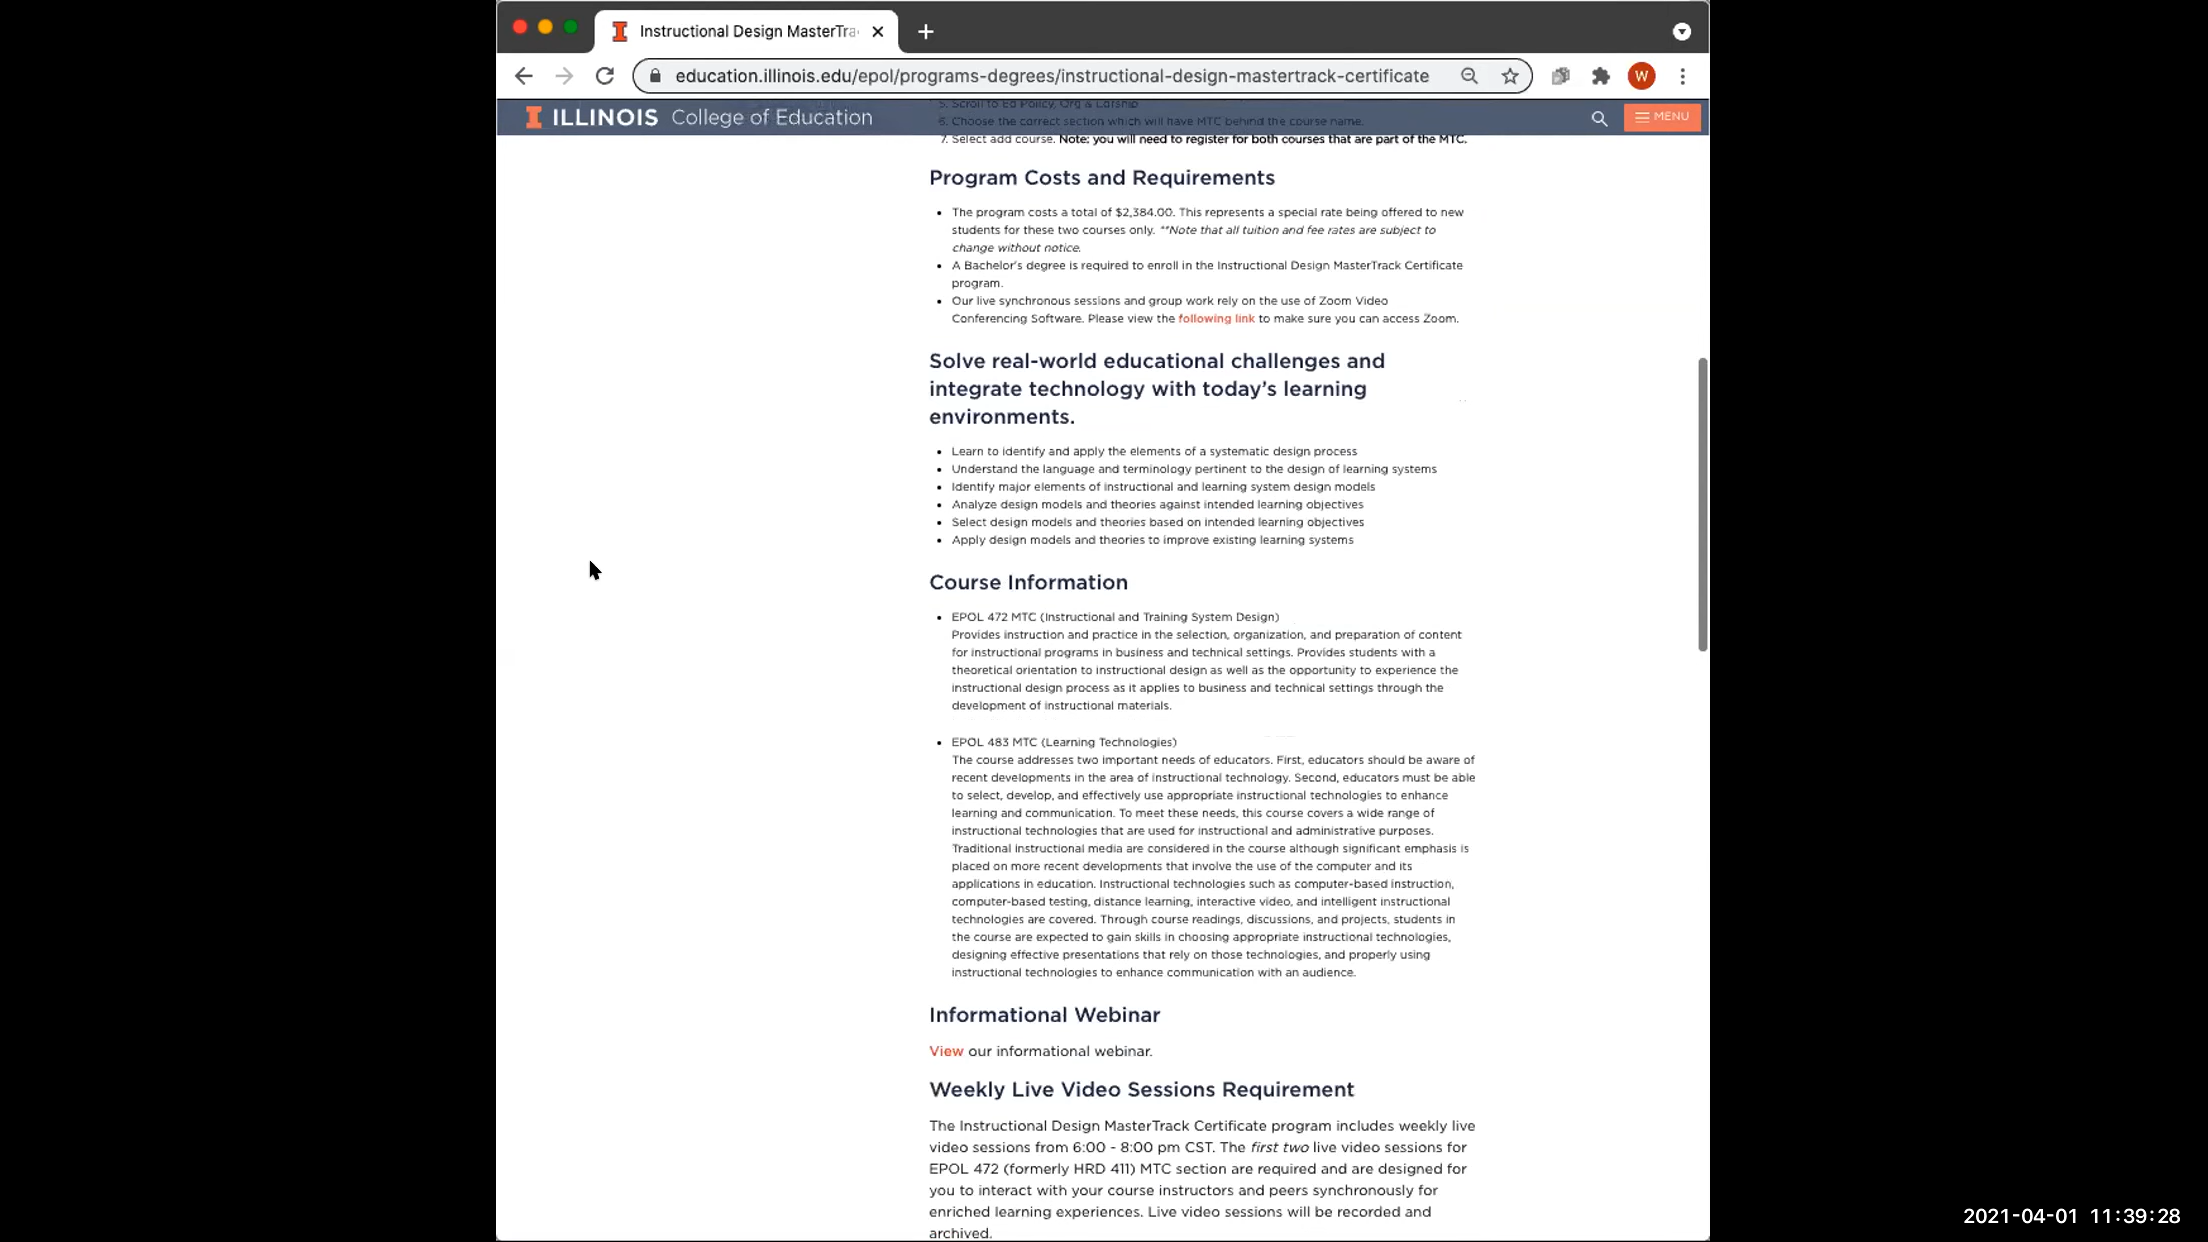 Instructional Design MasterTra
education.illinois.edu/epol/programs-degrees/instructional-design-mastertrack-certificate
W
ILLINOIS College of Education
MENU
5. Scroll to Ed Policy, Org & Ldrship
6. Choose the correct section which will have MTC behind the course name.
7. Select add course. Note: you will need to register for both courses that are part of the MTC.
Program Costs and Requirements
• The program costs a total of $2,384.00. This represents a special rate being offered to new
students for these two courses only. **Note that all tuition and fee rates are subject to
change without notice.
• A Bachelor's degree is required to enroll in the Instructional Design MasterTrack Certificate
program.
• Our live synchronous sessions and group work rely on the use of Zoom Video
Conferencing Software. Please view the following link to make sure you can access Zoom.
Solve real-world educational challenges and
integrate technology with today's learning
environments.
• Learn to identify and apply the elements of a systematic design process
• Understand the language and terminology pertinent to the design of learning systems
• Identify major elements of instructional and learning system design models
• Analyze design models and theories against intended learning objectives
• Select design models and theories based on intended learning objectives
• Apply design models and theories to improve existing learning systems
Course Information
• EPOL 472 MTC (Instructional and Training System Design)
Provides instruction and practice in the selection, organization, and preparation of content
for instructional programs in business and technical settings. Provides students with a
theoretical orientation to instructional design as well as the opportunity to experience the
instructional design process as it applies to business and technical settings through the
development of instructional materials.
• EPOL 483 MTC (Learning Technologies)
The course addresses two important needs of educators. First, educators should be aware of
recent developments in the area of instructional technology. Second, educators must be able
to select, develop, and effectively use appropriate instructional technologies to enhance
learning and communication. To meet these needs, this course covers a wide range of
instructional technologies that are used for instructional and administrative purposes.
Traditional instructional media are considered in the course although significant emphasis is
placed on more recent developments that involve the use of the computer and its
applications in education. Instructional technologies such as computer-based instruction,
computer-based testing, distance learning, interactive video, and intelligent instructional
technologies are covered. Through course readings, discussions, and projects, students in
the course are expected to gain skills in choosing appropriate instructional technologies,
designing effective presentations that rely on those technologies, and properly using
instructional technologies to enhance communication with an audience.
Informational Webinar
View our informational webinar.
Weekly Live Video Sessions Requirement
The Instructional Design MasterTrack Certificate program includes weekly live
video sessions from 6:00 - 8:00 pm CST. The first two live video sessions for
EPOL 472 (formerly HRD 411) MTC section are required and are designed for
you to interact with your course instructors and peers synchronously for
enriched learning experiences. Live video sessions will be recorded and
archived.
2021-04-01 11:39:28